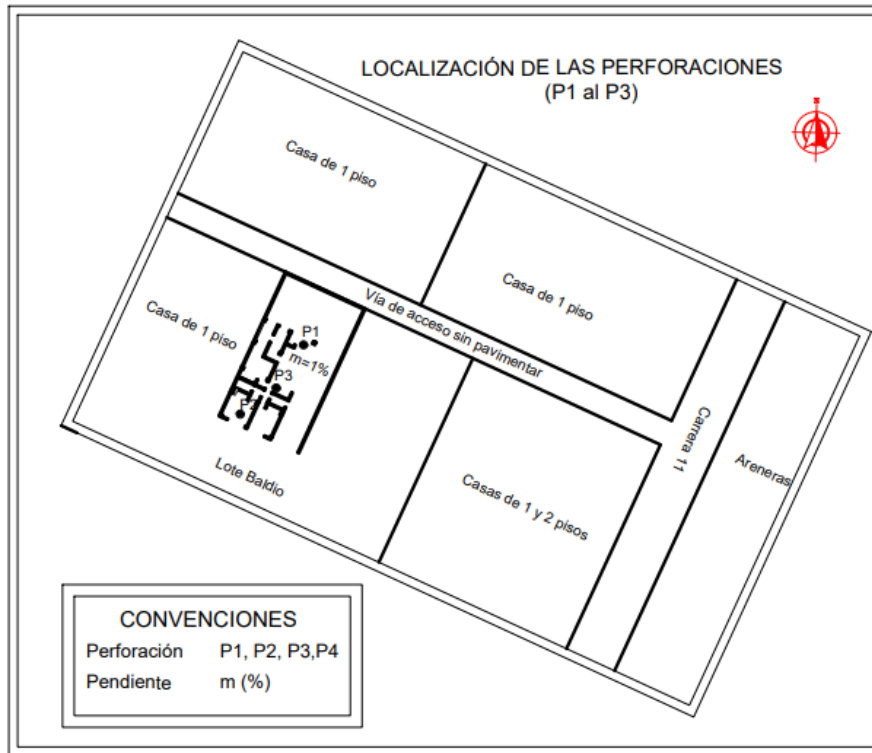 LOCALIZACIÓN DE LAS PERFORACIONES
(P1 al P3)
Casa de 1 piso
Casa de 1 piso
Vía de acceso sin pavimentar
Casa de 1 piso
P1
m=1%
P3
P2
Carrera 11
Areneras
Lote Baldio
Casas de 1 y 2 pisos
CONVENCIONES
Perforación P1, P2, P3,P4
Pendiente m (%)